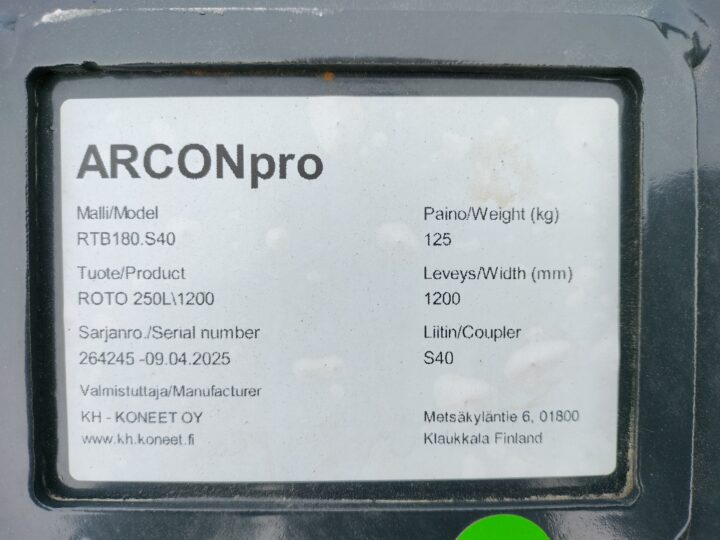 ARCONpro
Malli/Model
RTB180.S40
Tuote/Product
ROTO 250L\1200
Sarjanro./Serial number
264245 -09.04.2025
Valmistuttaja/Manufacturer
KH - KONEET OY
www.kh.koneet.fi
Paino/Weight (kg)
125
Leveys/Width (mm)
1200
Liitin/Coupler
S40
Metsäkyläntie 6, 01800
Klaukkala Finland